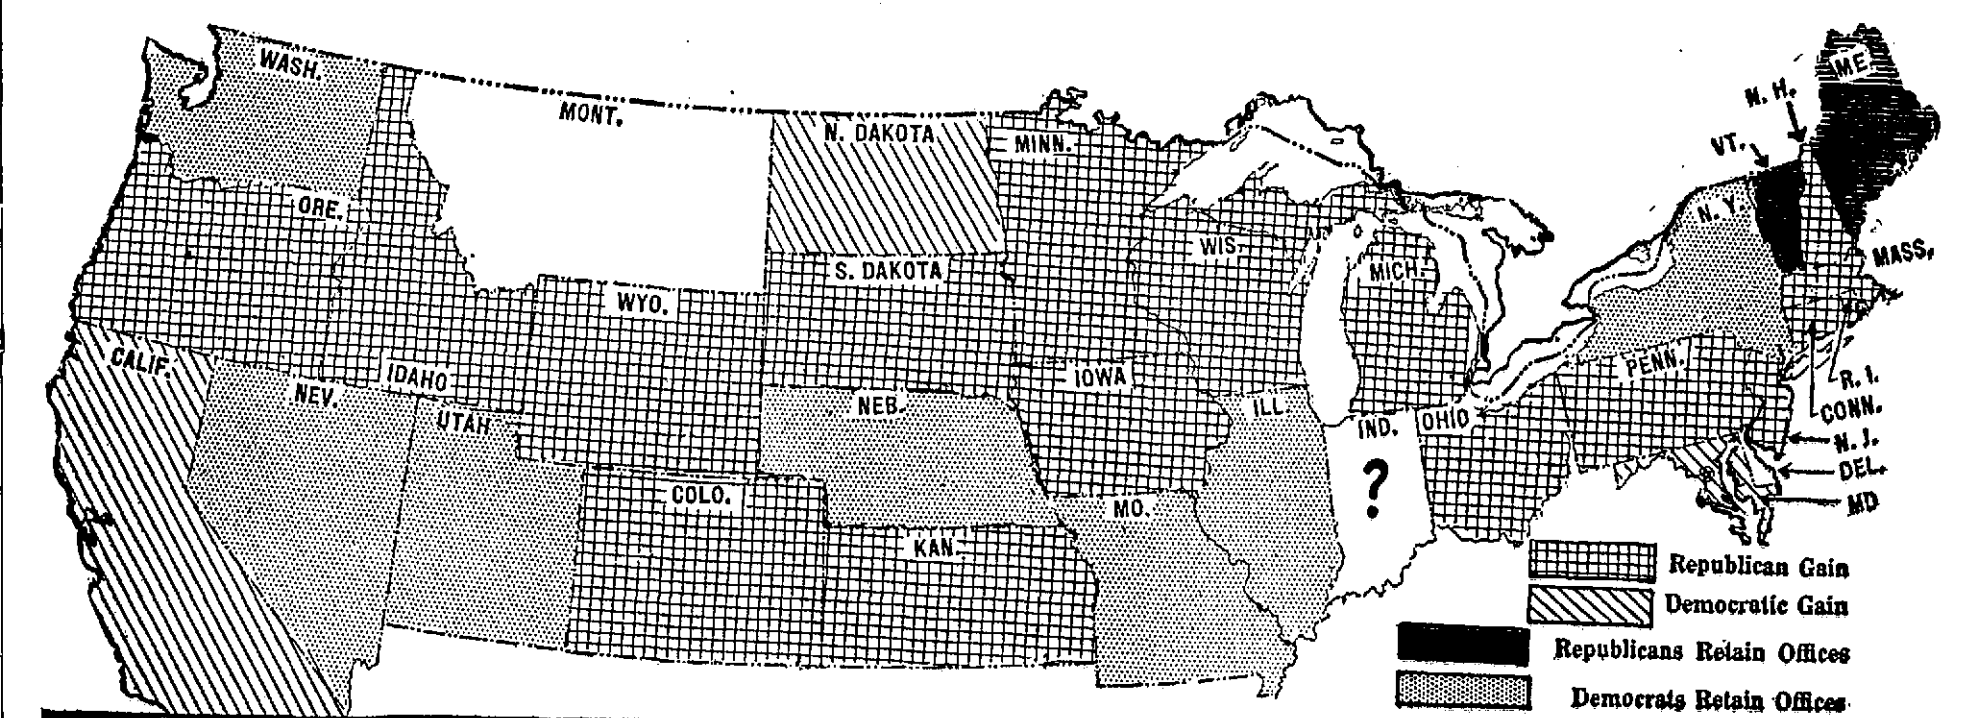 WASH.
MONT.
N. DAKOTA
MINN.
ME.
N. H.
VT.
ORE.
N. Y.
WIS.
MASS.
S. DAKOTA
MICH.
WYO.
CALIF.
IDAHO
NEV.
UTAH
NEB.
IOWA
ILL.
IND.
OHIO
PENN.
R. I.
CONN.
N. J.
DEL.
MD
?
COLO.
MO.
KAN.
Republican Gain
Democratic Gain
Republicans Retain Offices
Democrats Retain Offices